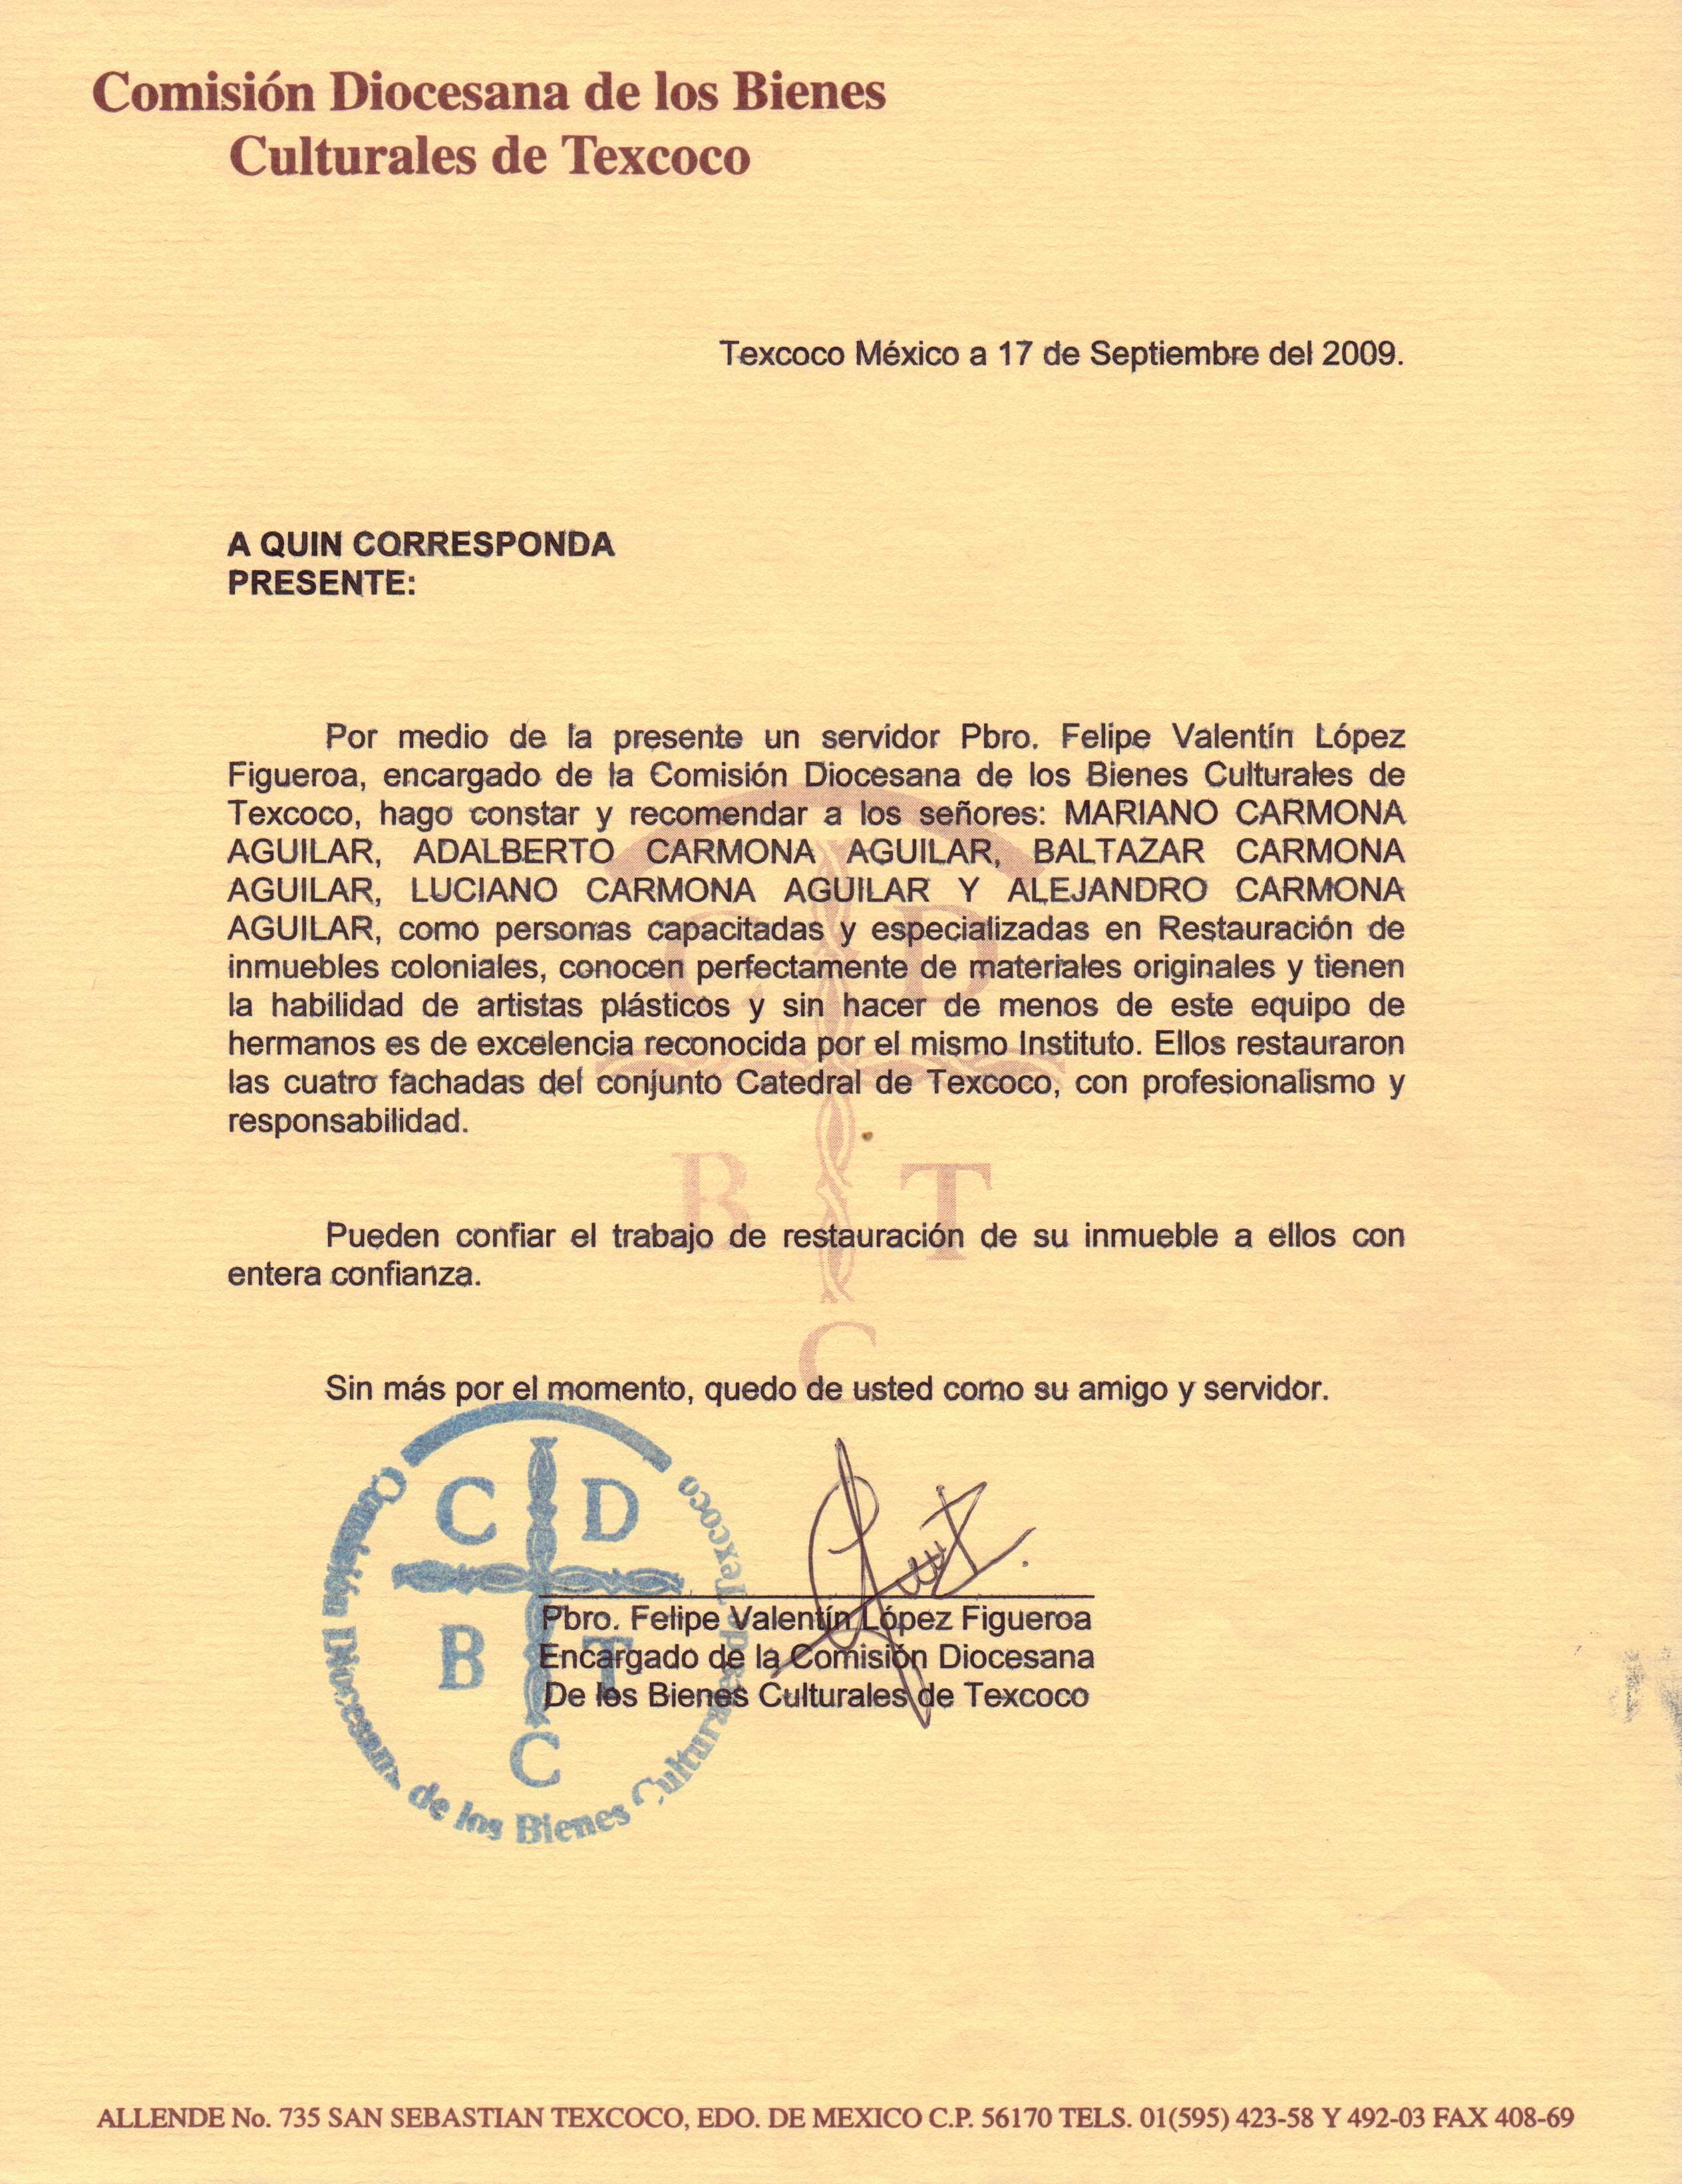 Comisión Diocesana de los Bienes
Culturales de Texcoco
Texcoco México a 17 de Septiembre del 2009.
A QUIN CORRESPONDA
PRESENTE:
Por medio de la presente un servidor Pbro. Felipe Valentín López
Figueroa, encargado de la Comisión Diocesana de los Bienes Culturales de
Texcoco, hago constar y recomendar a los señores: MARIANO CARMONA
AGUILAR, ADALBERTO CARMONA AGUILAR, BALTAZAR CARMONA
AGUILAR, LUCIANO CARMONA AGUILAR Y ALEJANDRO CARMONA
AGUILAR, como personas capacitadas y especializadas en Restauración de
inmuebles coloniales, conocen perfectamente de materiales originales y tienen
la habilidad de artistas plásticos y sin hacer de menos de este equipo de
hermanos es de excelencia reconocida por el mismo Instituto. Ellos restauraron
las cuatro fachadas del conjunto Catedral de Texcoco, con profesionalismo y
responsabilidad.
C D
B T
C
Pueden confiar el trabajo de restauración de su inmueble a ellos con
entera confianza.
Sin más por el momento, quedo de usted como su amigo y servidor.
C D
B T
C
Comisión Diocesana de los Bienes Culturales de Texcoco
Pbro. Felipe Valentín López Figueroa
Encargado de la Comisión Diocesana
De los Bienes Culturales de Texcoco
ALLENDE No. 735 SAN SEBASTIAN TEXCOCO, EDO. DE MEXICO C.P. 56170 TELS. 01(595) 423-58 Y 492-03 FAX 408-69